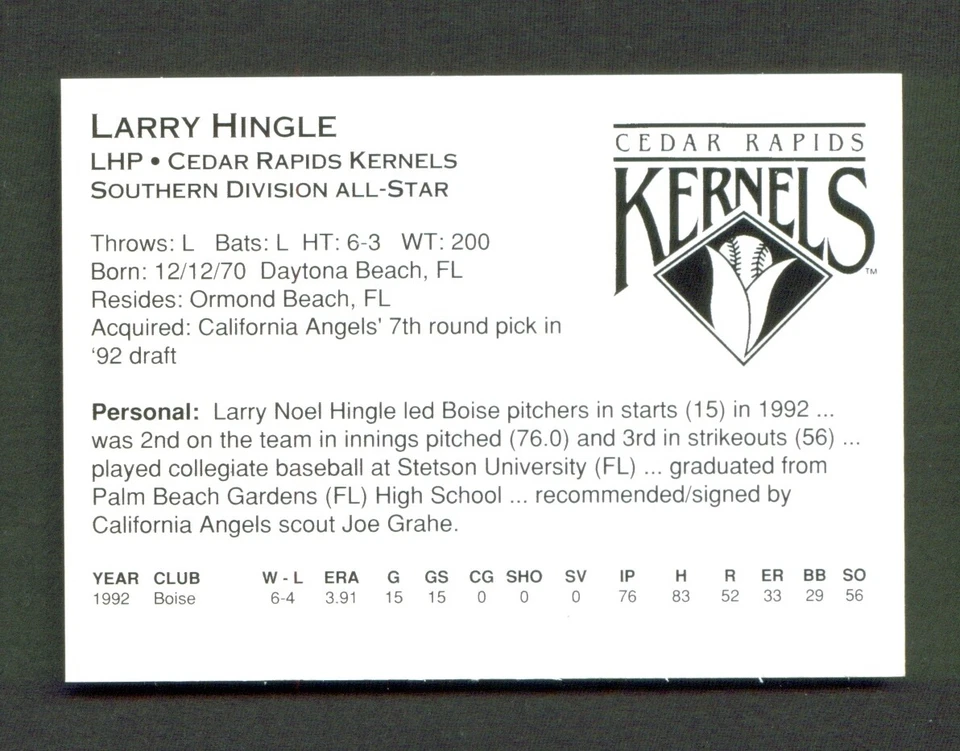 LARRY HINGLE
LHP • CEDAR RAPIDS KERNELS
SOUTHERN DIVISION ALL-STAR
CEDAR RAPIDS
KERNELS
TM
Throws: L Bats: L HT: 6-3 WT: 200
Born: 12/12/70 Daytona Beach, FL
Resides: Ormond Beach, FL
Acquired: California Angels' 7th round pick in
‘92 draft
Personal: Larry Noel Hingle led Boise pitchers in starts (15) in 1992 ...
was 2nd on the team in innings pitched (76.0) and 3rd in strikeouts (56) ...
played collegiate baseball at Stetson University (FL) ... graduated from
Palm Beach Gardens (FL) High School ... recommended/signed by
California Angels scout Joe Grahe.
YEAR CLUB W - L ERA G GS CG SHO SV IP H R ER BB SO
1992 Boise 6-4 3.91 15 15 0 0 0 76 83 52 33 29 56